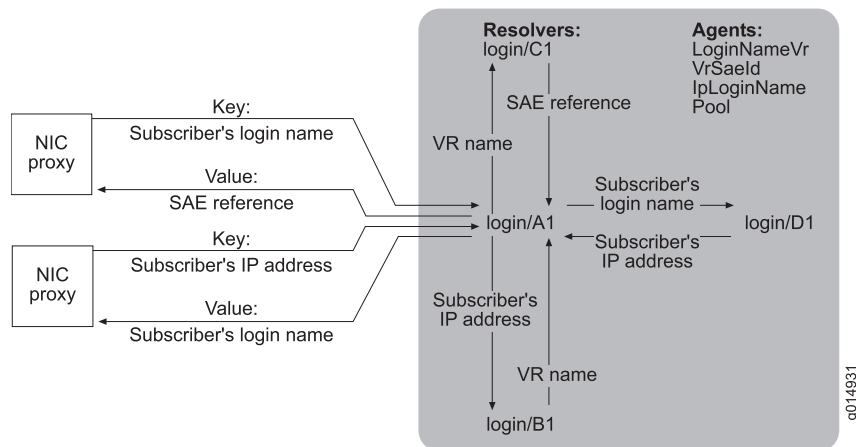 Resolvers:
login/C1
Agents:
LoginNameVr
VrSaeId
IpLoginName
Pool
SAE reference
VR name
NIC
proxy
Key:
Subscriber's login name
Value:
SAE reference
Key:
Subscriber's IP address
Value:
Subscriber's login name
NIC
proxy
login/A1
Subscriber's
login name
Subscriber's
IP address
login/D1
Subscriber's
IP address
VR name
login/B1
g014931